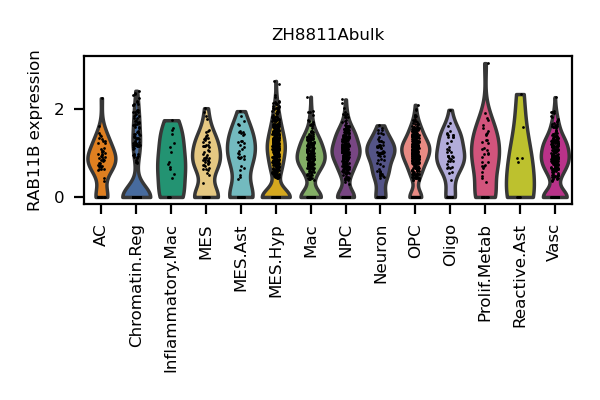 ZH8811Abulk
RAB11B expression
2
0
AC
Chromatin.Reg
Inflammatory.Mac
MES
MES.Ast
MES.Hyp
Mac
NPC
Neuron
OPC
Oligo
Prolif.Metab
Reactive.Ast
Vasc